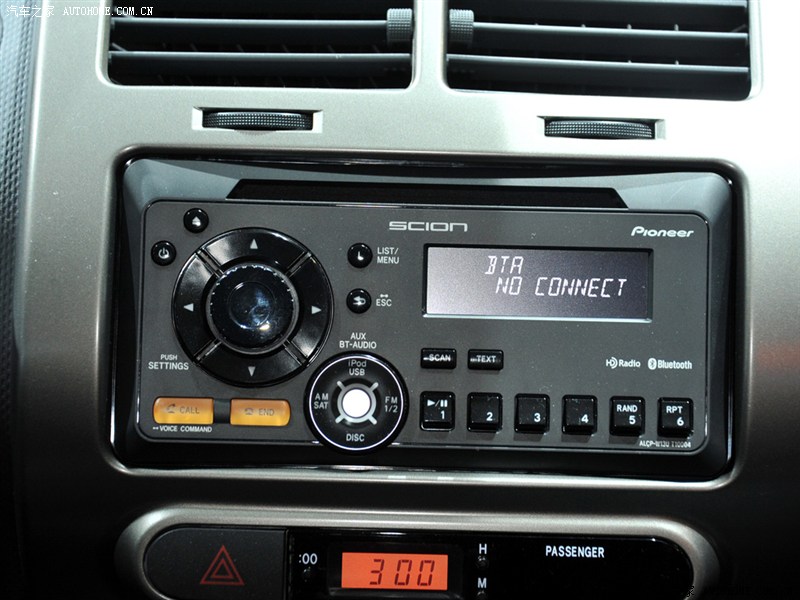 汽车之家 AUTOHOME.COM.CN
SCION
Pioneer
LIST/
MENU
BTA
NO CONNECT
ESC
AUX
BT-AUDIO
PUSH
SETTINGS
iPod
USB
SCAN
TEXT
HD Radio
Bluetooth
AM
SAT
FM
1/2
DISC
CALL
END
VOICE COMMAND
1
2
3
4
RAND
5
RPT
6
:00
300
H
M
PASSENGER